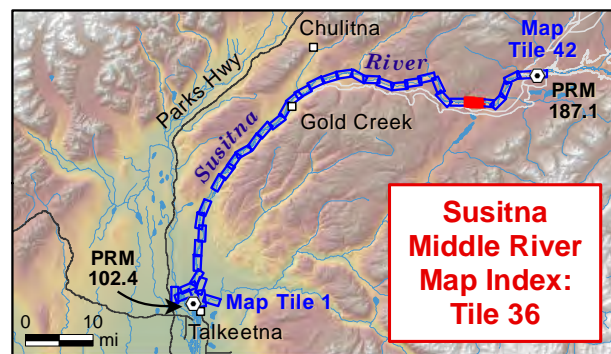 Chulitna
Map
Tile 42
River
Parks Hwy
PRM
187.1
Gold Creek
Susitna
Susitna
Middle River
Map Index:
Tile 36
PRM
102.4
Map Tile 1
Talkeetna
0 10
mi